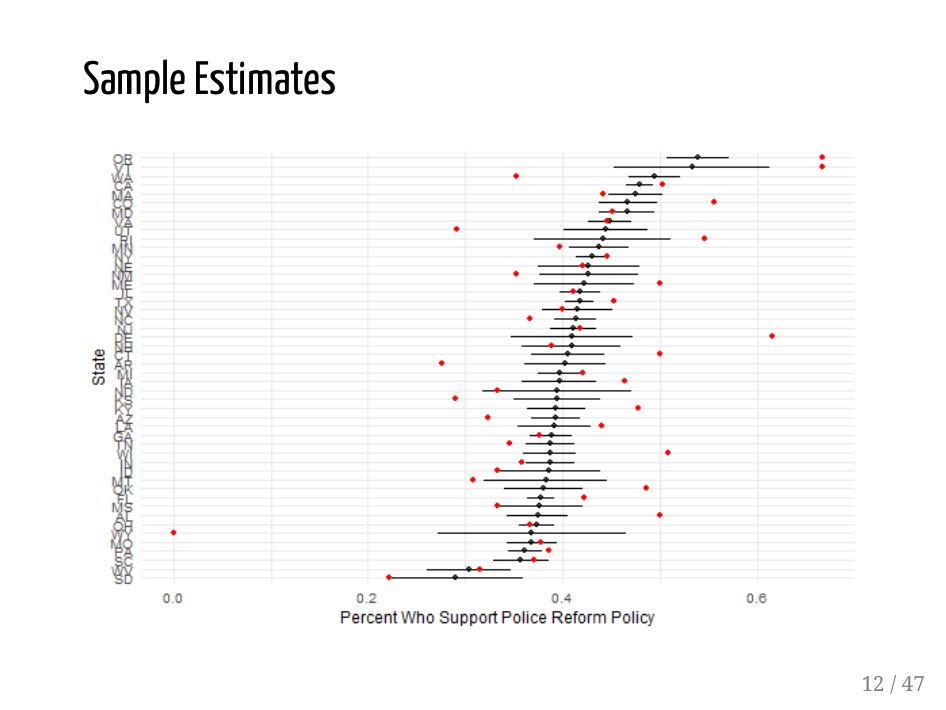 Sample Estimates
OR
VT
WA
CA
MA
CO
MD
VA
UT
RI
MN
NY
NE
NM
ME
IL
TX
NV
NC
NJ
DE
NH
CT
AR
MI
IA
ND
KS
KY
AZ
LA
GA
TN
WI
IN
ID
MT
OK
FL
MS
AL
OH
WY
MO
PA
SC
WV
SD
State
0.0 0.2 0.4 0.6
Percent Who Support Police Reform Policy
12 / 47